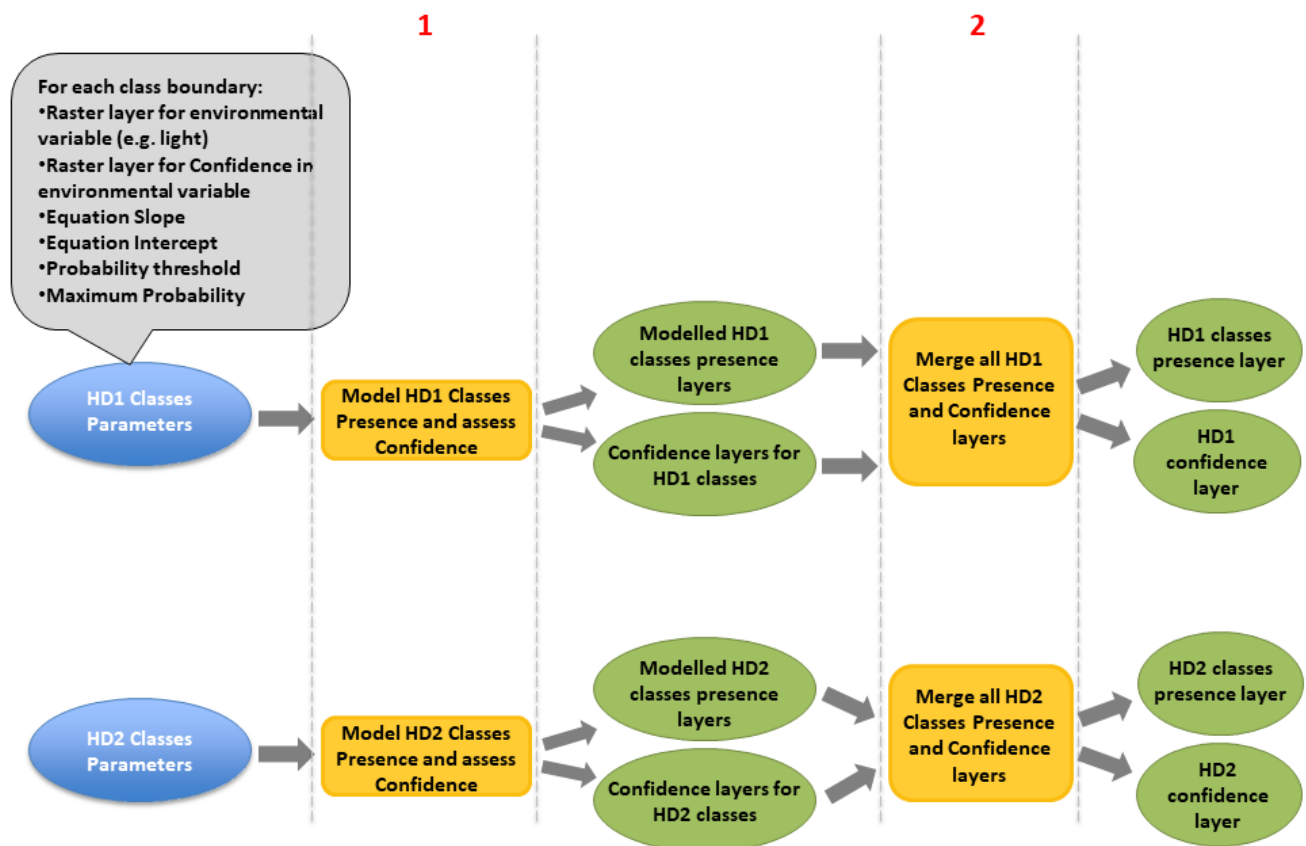 1
2
For each class boundary:
•Raster layer for environmental
variable (e.g. light)
•Raster layer for Confidence in
environmental variable
•Equation Slope
•Equation Intercept
•Probability threshold
•Maximum Probability
HD1 Classes
Parameters
Model HD1 Classes
Presence and assess
Confidence
Modelled HD1
classes presence
layers
Confidence layers for
HD1 classes
Merge all HD1
Classes Presence
and Confidence
layers
HD1 classes
presence layer
HD1
confidence
layer
HD2 Classes
Parameters
Model HD2 Classes
Presence and assess
Confidence
Modelled HD2
classes presence
layers
Confidence layers for
HD2 classes
Merge all HD2
Classes Presence
and Confidence
layers
HD2 classes
presence layer
HD2
confidence
layer